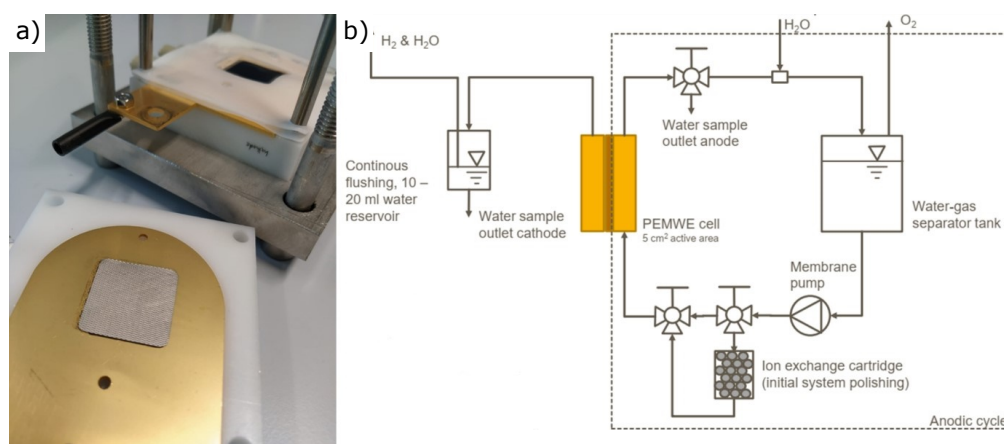 a)
b)
H₂ & H₂O
H₂O
O₂
Water sample
outlet anode
Continous
flushing, 10 –
20 ml water
reservoir
Water sample
outlet cathode
PEMWE cell
5 cm² active area
Water-gas
separator tank
Membrane
pump
Ion exchange cartridge
(initial system polishing)
Anodic cycle